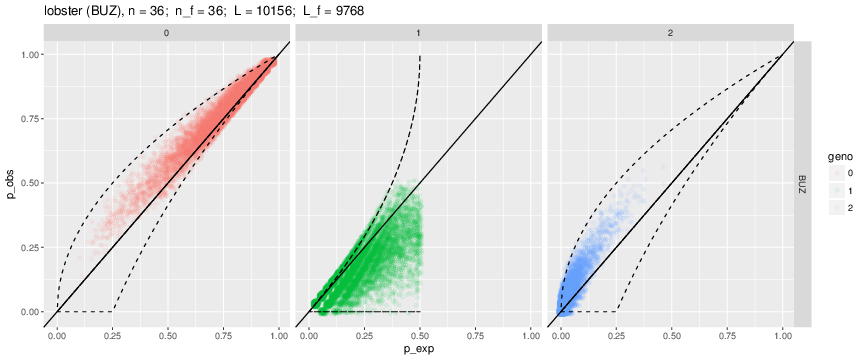 lobster (BUZ), n = 36; n_f = 36; L = 10156; L_f = 9768
0 1 2
1.00
0.75
0.50
0.25
0.00
p_obs
BUZ
geno
0
1
2
0.00 0.25 0.50 0.75 1.00 0.00 0.25 0.50 0.75 1.00 0.00 0.25 0.50 0.75 1.00
p_exp